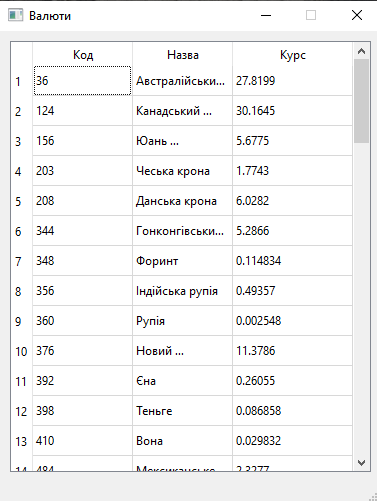 Валюти
Код Назва Курс
1 36 Австралійськи... 27.8199
2 124 Канадський ... 30.1645
3 156 Юань ... 5.6775
4 203 Чеська крона 1.7743
5 208 Данська крона 6.0282
6 344 Гонконгівськи... 5.2866
7 348 Форинт 0.114834
8 356 Індійська рупія 0.49357
9 360 Рупія 0.002548
10 376 Новий ... 11.3786
11 392 Єна 0.26055
12 398 Теньге 0.086858
13 410 Вона 0.029832
14 484 Мексиканське 2.3277